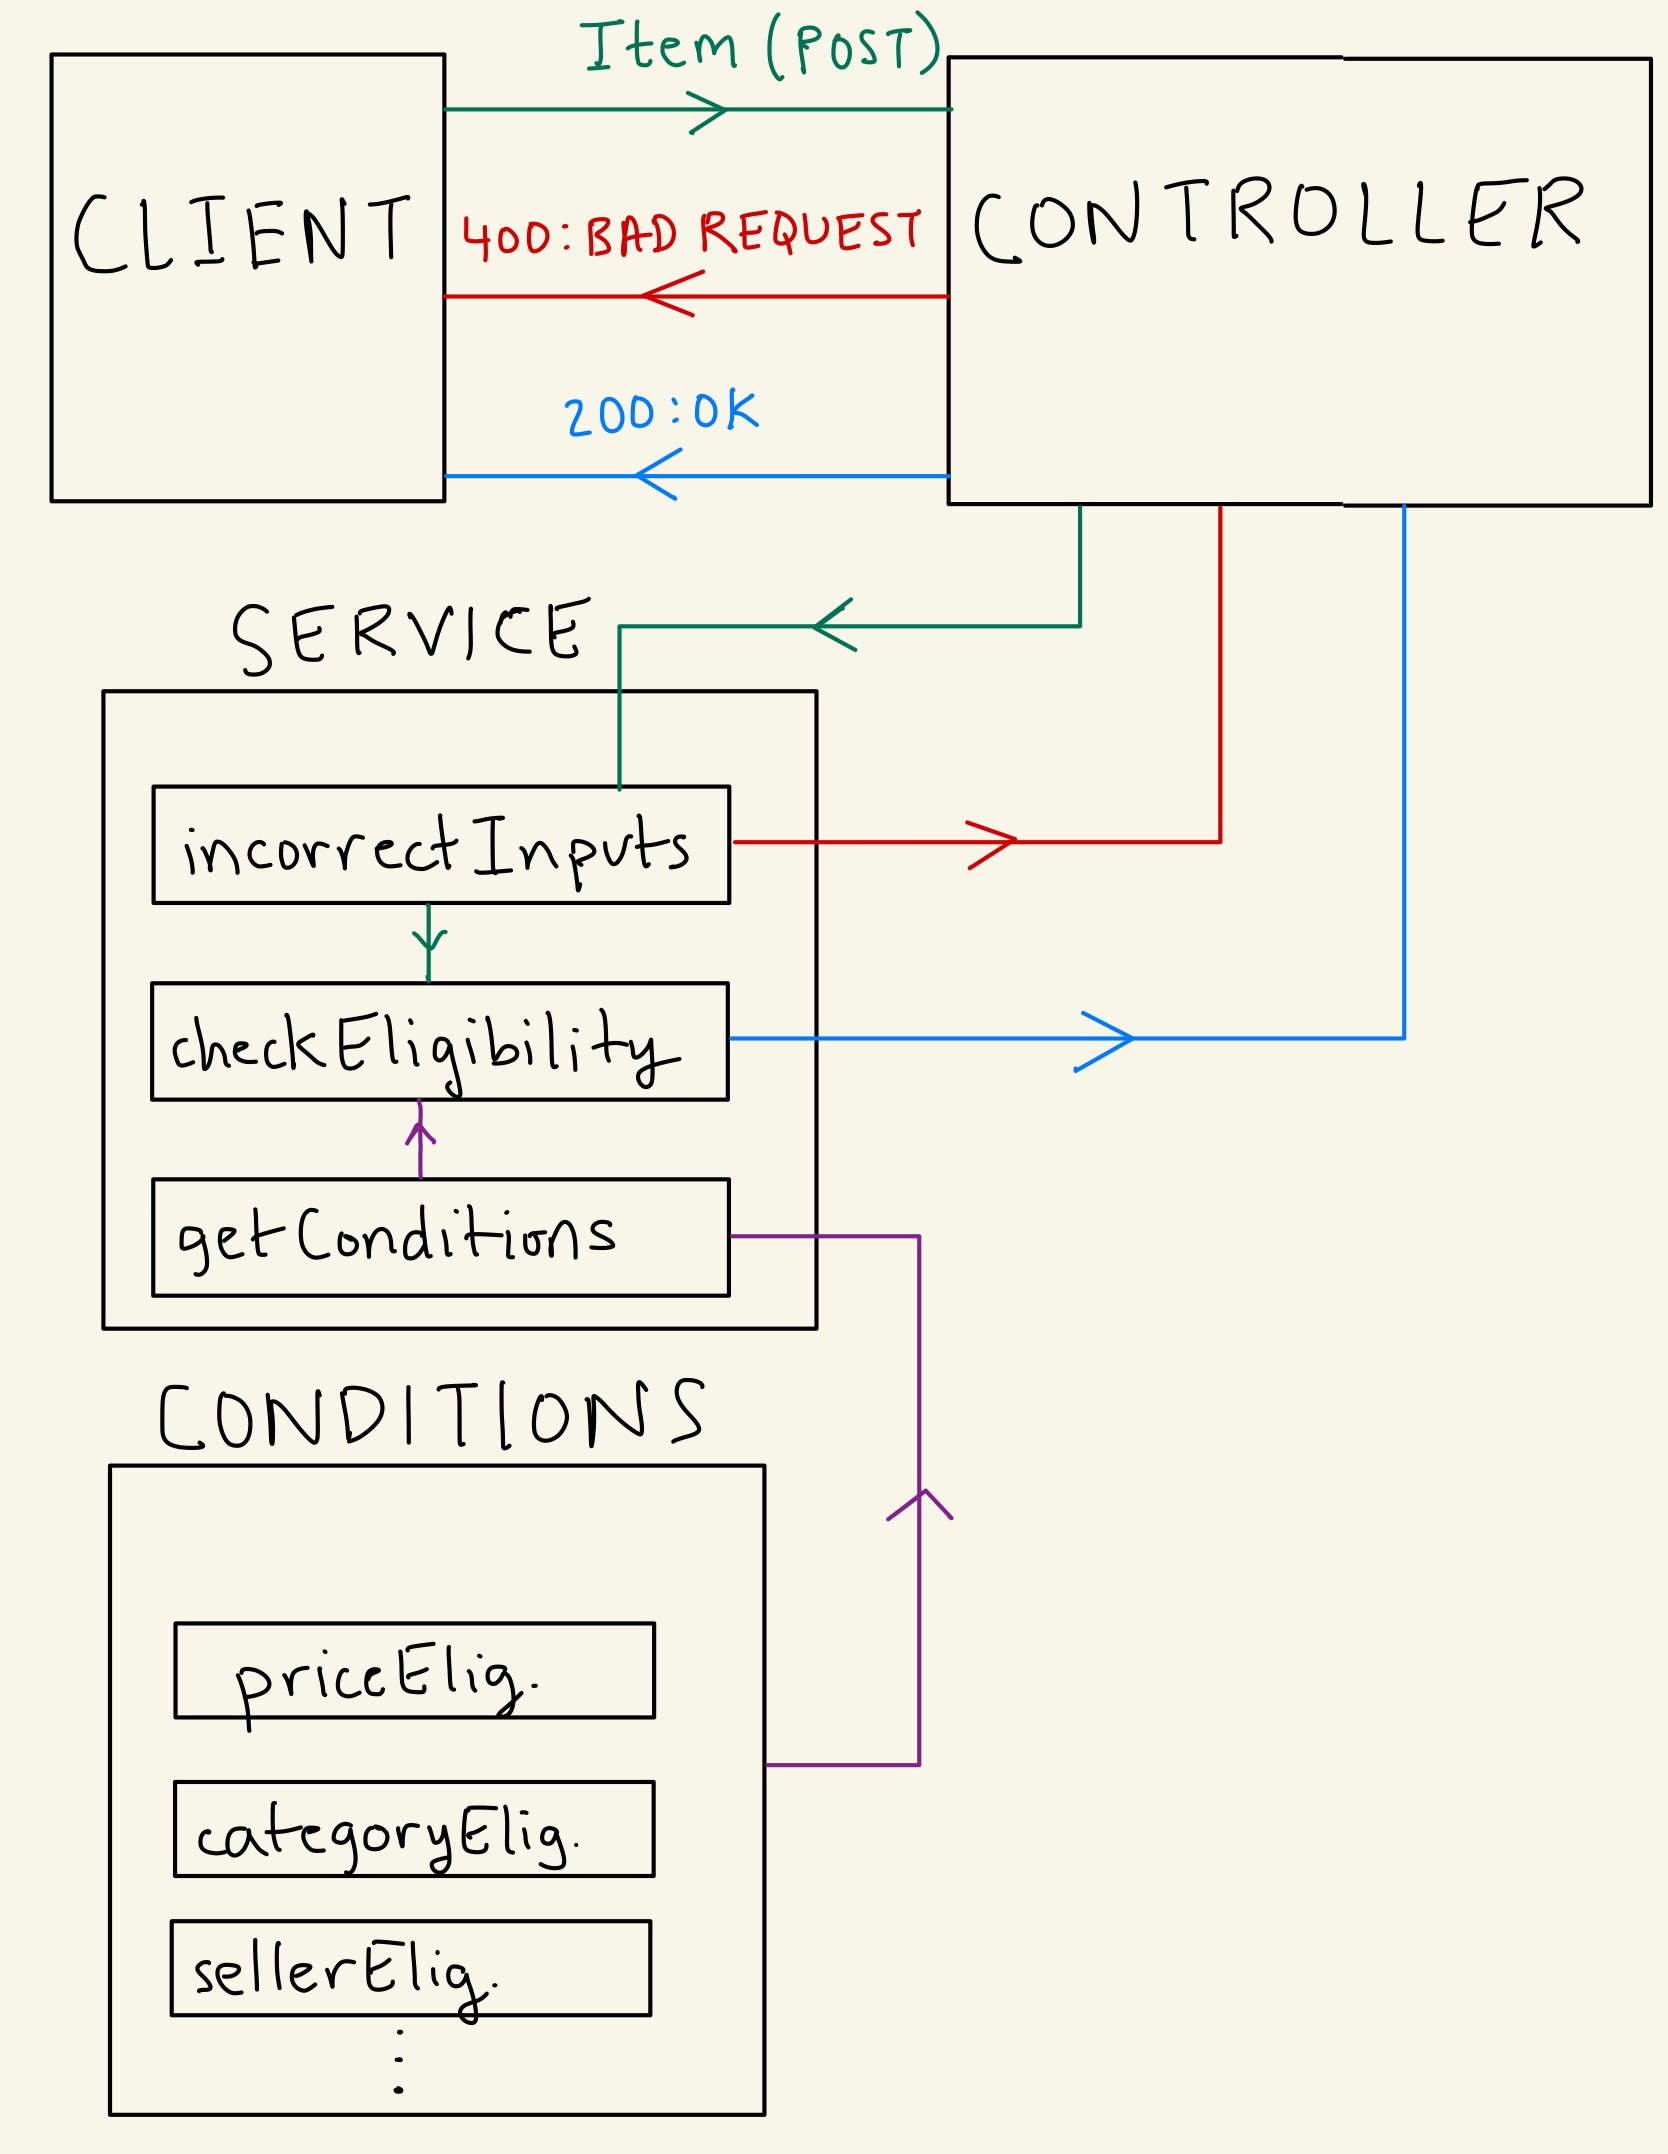 Item (POST)
CLIENT
CONTROLLER
400: BAD REQUEST
200: OK
SERVICE
incorrectInputs
checkEligibility
getConditions
CONDITIONS
priceElig.
categoryElig.
sellerElig.